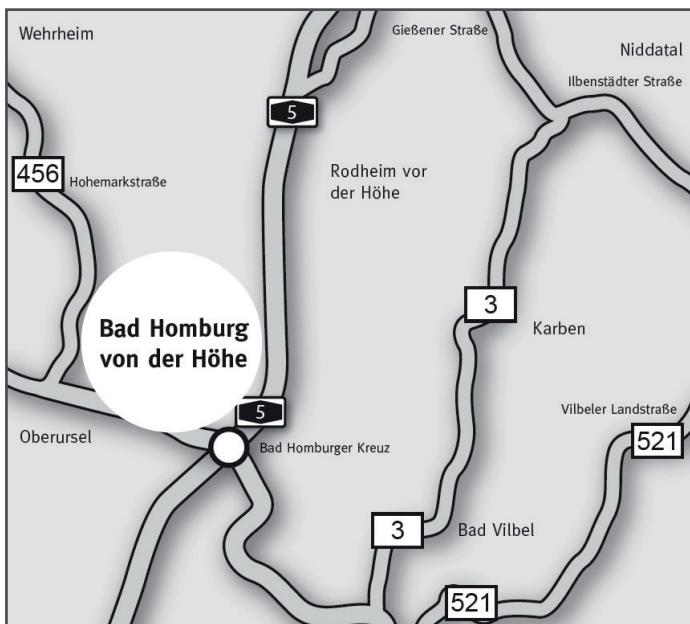 Wehrheim
Gießener Straße
Niddatal
Ilbenstädter Straße
5
456
Hohemarkstraße
Rodheim vor
der Höhe
3
Karben
Bad Homburg
von der Höhe
5
Vilbeler Landstraße
521
Oberursel
Bad Homburger Kreuz
3
Bad Vilbel
521